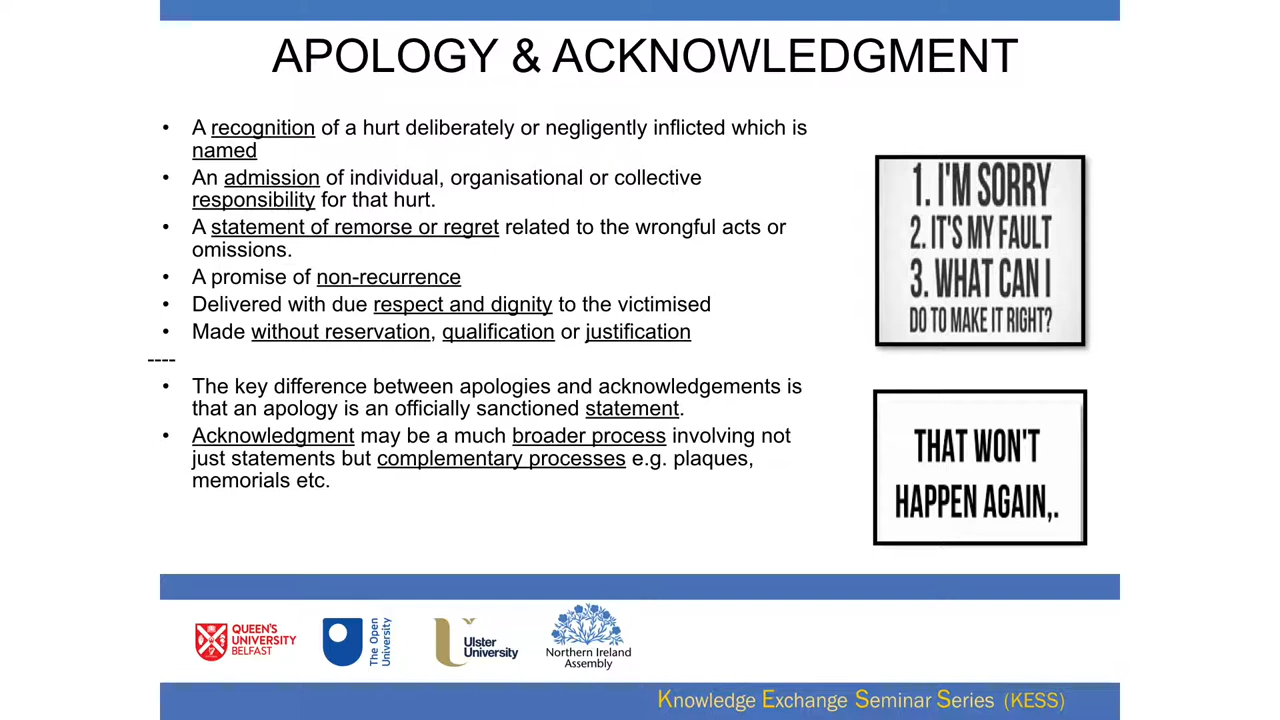 APOLOGY & ACKNOWLEDGMENT
• A recognition of a hurt deliberately or negligently inflicted which is
named
• An admission of individual, organisational or collective
responsibility for that hurt.
• A statement of remorse or regret related to the wrongful acts or
omissions.
• A promise of non-recurrence
• Delivered with due respect and dignity to the victimised
• Made without reservation, qualification or justification
----
• The key difference between apologies and acknowledgements is
that an apology is an officially sanctioned statement.
• Acknowledgment may be a much broader process involving not
just statements but complementary processes e.g. plaques,
memorials etc.
1. I'M SORRY
2. IT'S MY FAULT
3. WHAT CAN I
DO TO MAKE IT RIGHT?
THAT WON'T
HAPPEN AGAIN,.
QUEEN'S
UNIVERSITY
BELFAST
The Open
University
Ulster
University
Northern Ireland
Assembly
Knowledge Exchange Seminar Series (KESS)